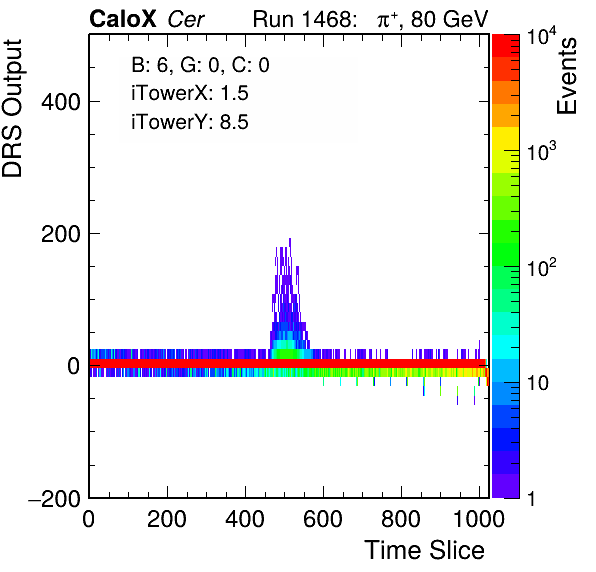 CaloX Cer Run 1468: π⁺, 80 GeV
B: 6, G: 0, C: 0
iTowerX: 1.5
iTowerY: 8.5
DRS Output
400
200
0
−200
0 200 400 600 800 1000
Time Slice
Events
10⁴
10³
10²
10
1